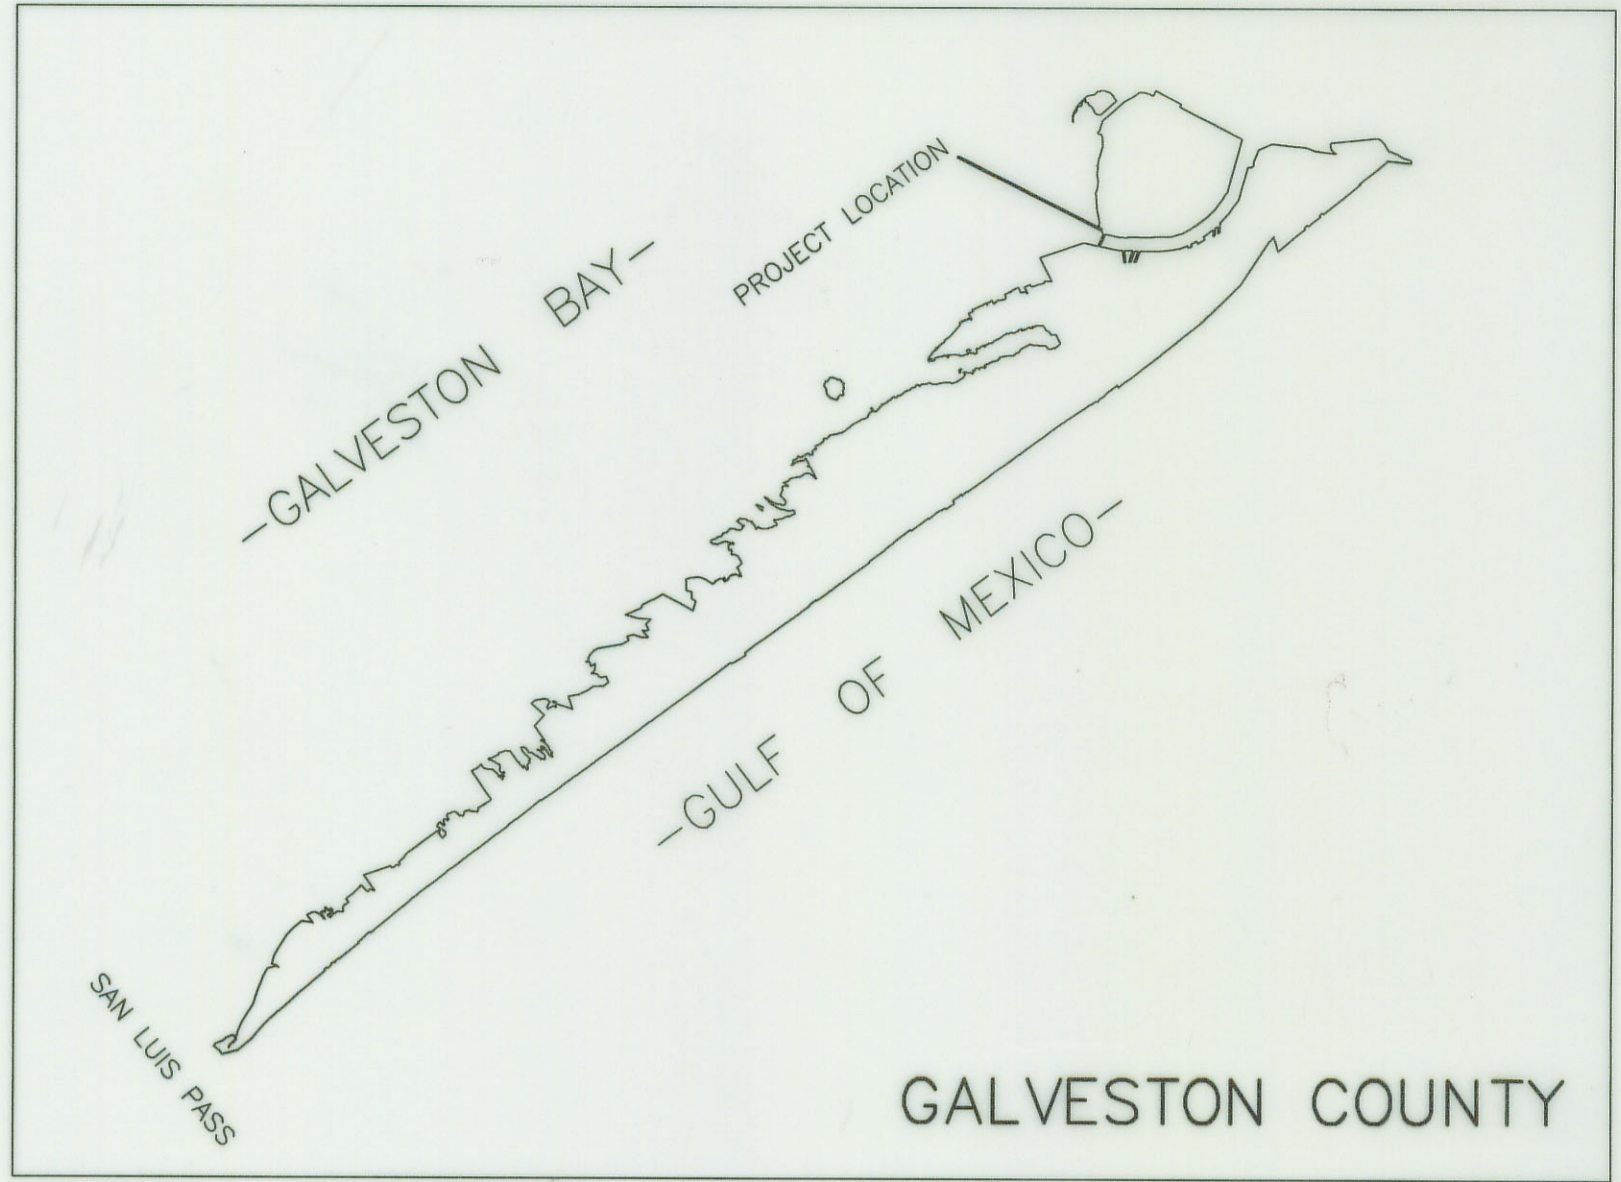 PROJECT LOCATION
-GALVESTON BAY-
-GULF OF MEXICO-
SAN LUIS PASS
GALVESTON COUNTY